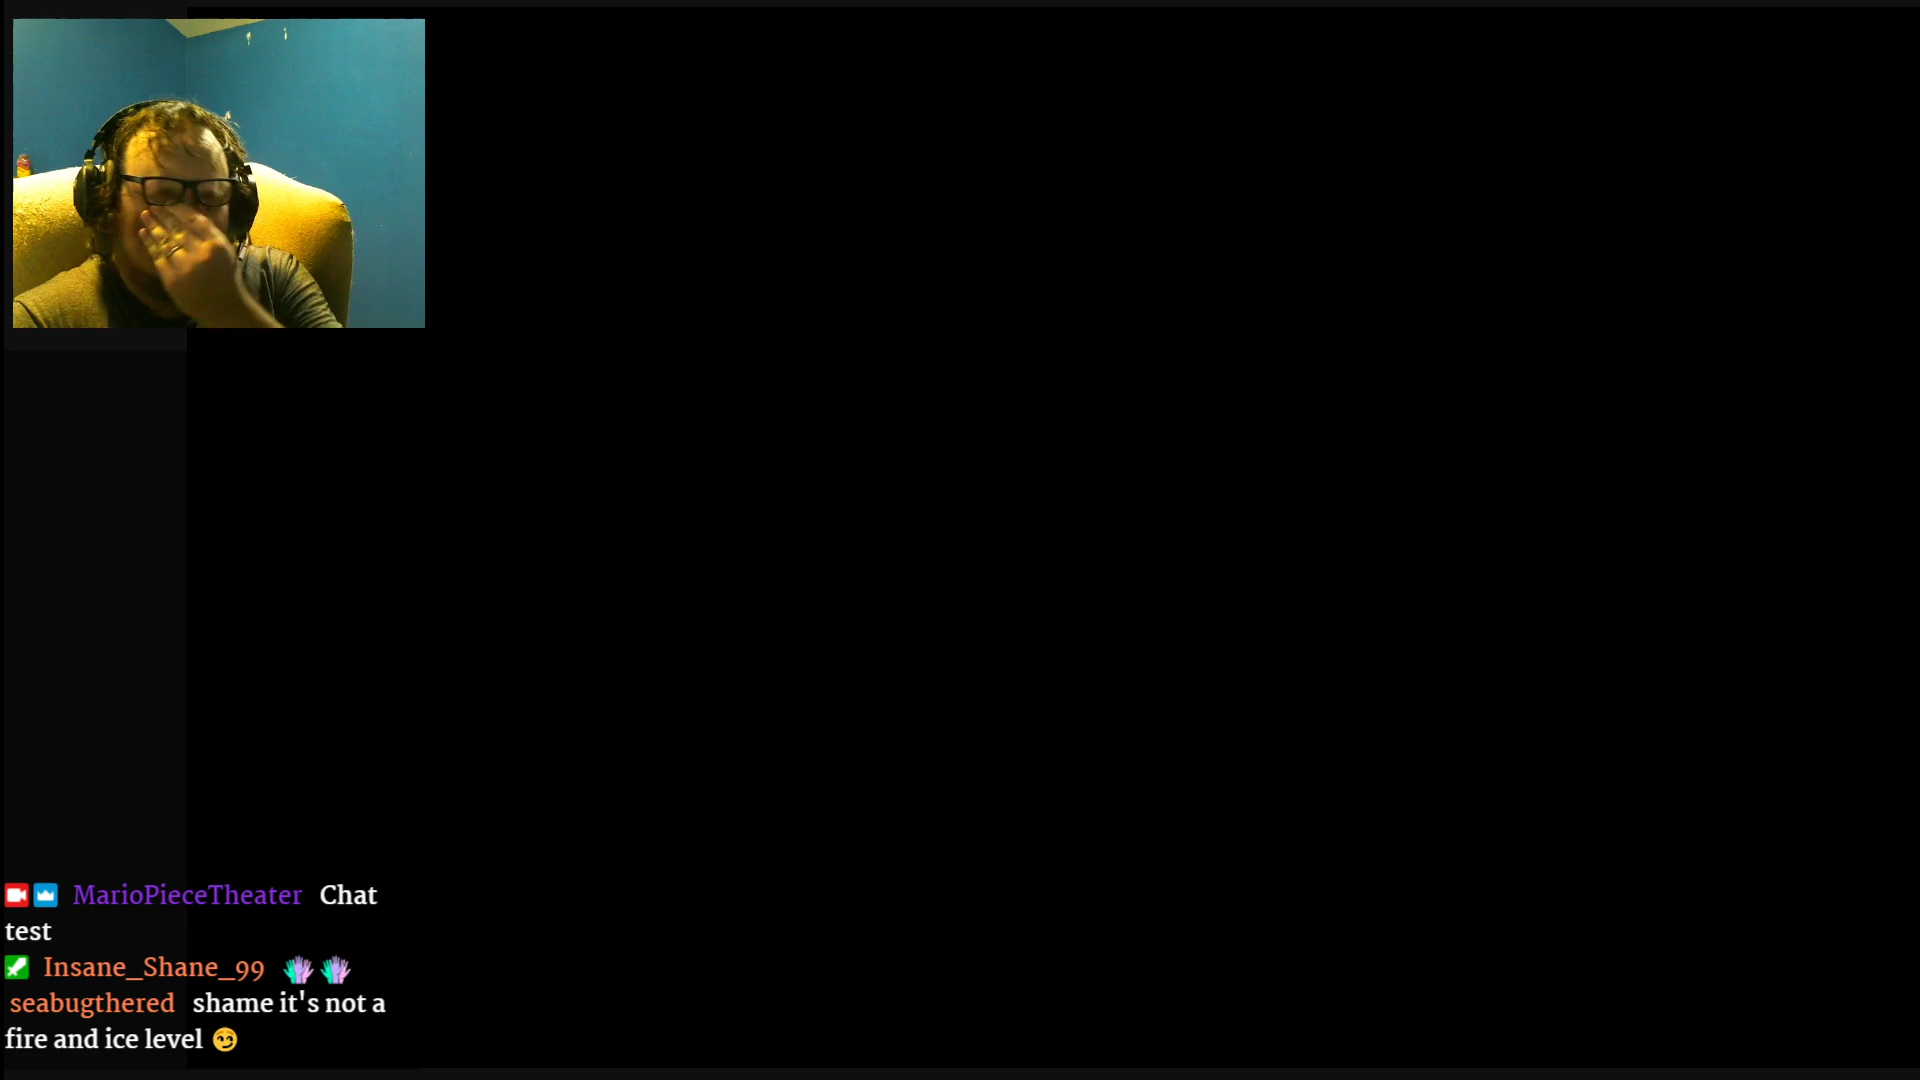 MarioPieceTheater Chat
test
Insane_Shane_99
seabugthered shame it's not a
fire and ice level 😏